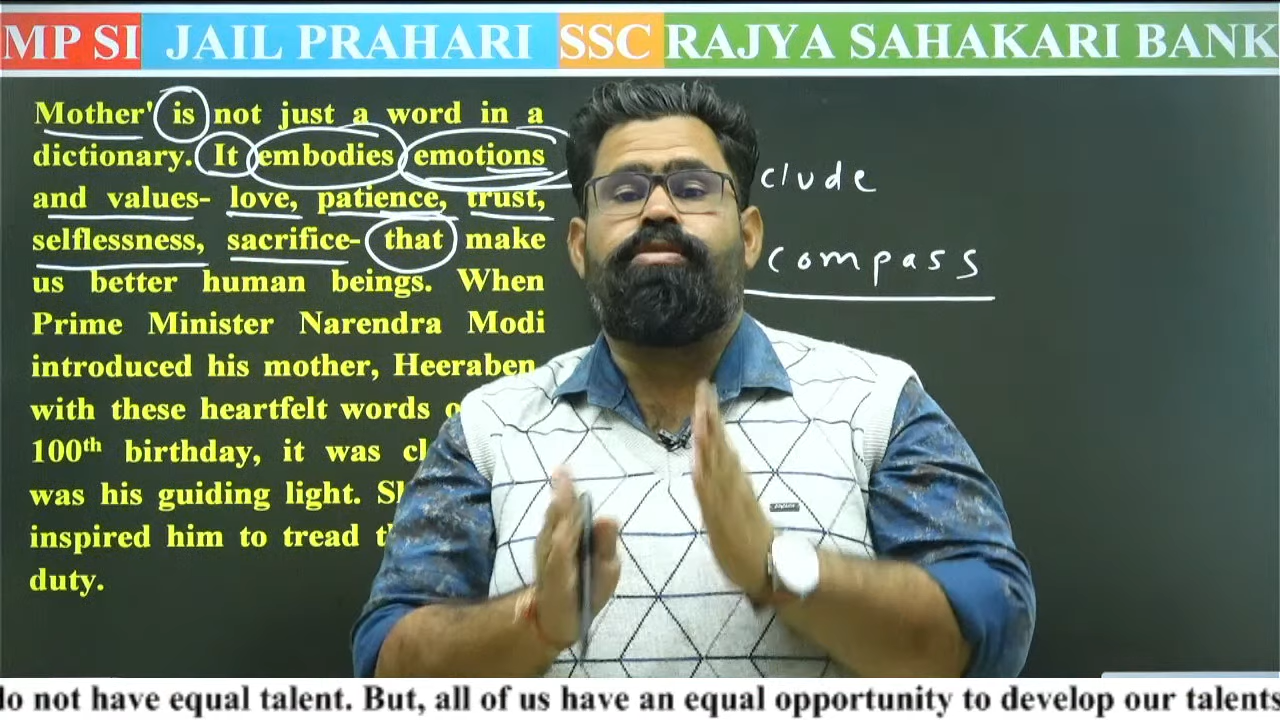 MP SI JAIL PRAHARI SSC RAJYA SAHAKARI BANK
Mother' is not just a word in a
dictionary. It embodies emotions
and values- love, patience, trust,
selflessness, sacrifice- that make
us better human beings. When
Prime Minister Narendra Modi
introduced his mother, Heeraben
with these heartfelt words
100th birthday, it was
was his guiding light.
inspired him to tread
duty.
clude
compass
do not have equal talent. But, all of us have an equal opportunity to develop our talents